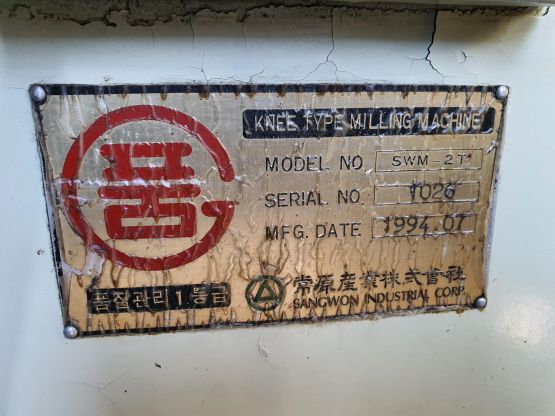 품
KNEE TYPE MILLING MACHINE
MODEL NO. SWM-2T
SERIAL NO. 1026
MFG. DATE 1994.07
품질관리1등급
常原産業株式會社
SANGWON INDUSTRIAL CORP.